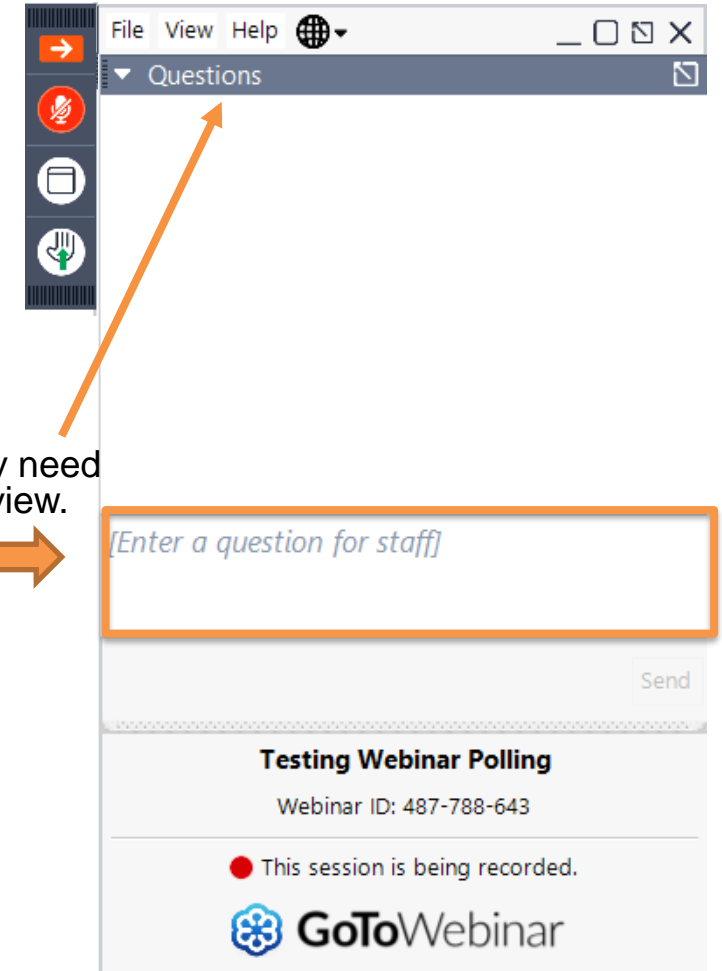 File View Help
Questions
need
view.
[Enter a question for staff]
Send
Testing Webinar Polling
Webinar ID: 487-788-643
This session is being recorded.
GoToWebinar